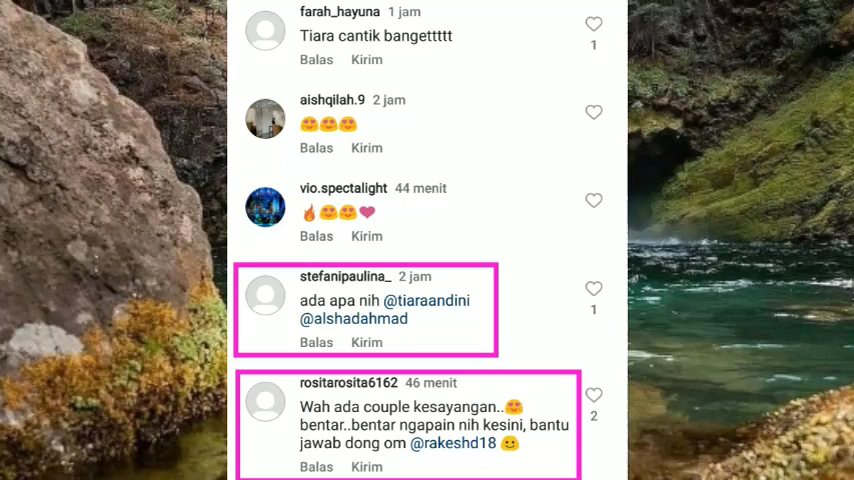 farah_hayuna 1 jam
Tiara cantik bangettttt
1
Balas Kirim
aishqilah.9 2 jam
😍😍😍
Balas Kirim
vio.spectalight 44 menit
🔥😍😍❤
Balas Kirim
stefanipaulina_ 2 jam
ada apa nih @tiaraandini
@alshadahmad
1
Balas Kirim
rositarosita6162 46 menit
Wah ada couple kesayangan..😍
bentar..bentar ngapain nih kesini, bantu
jawab dong om @rakeshd18 🙂
2
Balas Kirim